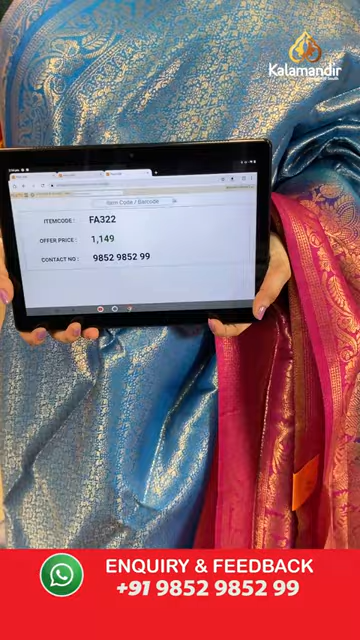 Kalamandir
Item Code / Barcode
ITEMCODE : FA322
OFFER PRICE : 1,149
CONTACT NO : 9852 9852 99
ENQUIRY & FEEDBACK
+91 9852 9852 99